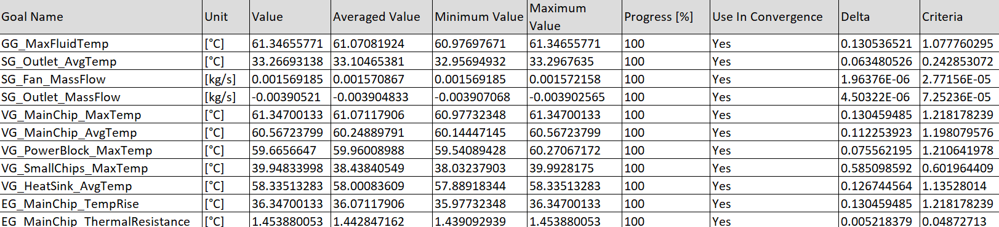 Goal Name Unit Value Averaged Value Minimum Value Maximum Value Progress [%] Use In Convergence Delta Criteria
GG_MaxFluidTemp [°C] 61.34655771 61.07081924 60.97697671 61.34655771 100 Yes 0.130536521 1.077760295
SG_Outlet_AvgTemp [°C] 33.26693138 33.10465381 32.95694932 33.2967635 100 Yes 0.063480526 0.242853072
SG_Fan_MassFlow [kg/s] 0.001569185 0.001570867 0.001569185 0.001572158 100 Yes 1.96376E-06 2.77156E-05
SG_Outlet_MassFlow [kg/s] -0.00390521 -0.003904833 -0.003907068 -0.003902565 100 Yes 4.50322E-06 7.25236E-05
VG_MainChip_MaxTemp [°C] 61.34700133 61.07117906 60.97732348 61.34700133 100 Yes 0.130459485 1.218178239
VG_MainChip_AvgTemp [°C] 60.56723799 60.24889791 60.14447145 60.56723799 100 Yes 0.112253923 1.198079576
VG_PowerBlock_MaxTemp [°C] 59.6656647 59.96008988 59.54089428 60.27067172 100 Yes 0.075562195 1.210641978
VG_SmallChips_MaxTemp [°C] 39.94833998 38.43840549 38.03237903 39.9928175 100 Yes 0.585098592 0.601964409
VG_HeatSink_AvgTemp [°C] 58.33513283 58.00083609 57.88918344 58.33513283 100 Yes 0.126744564 1.13528014
EG_MainChip_TempRise [°C] 36.34700133 36.07117906 35.97732348 36.34700133 100 Yes 0.130459485 1.218178239
EG_MainChip_ThermalResistance [°C] 1.453880053 1.442847162 1.439092939 1.453880053 100 Yes 0.005218379 0.04872713